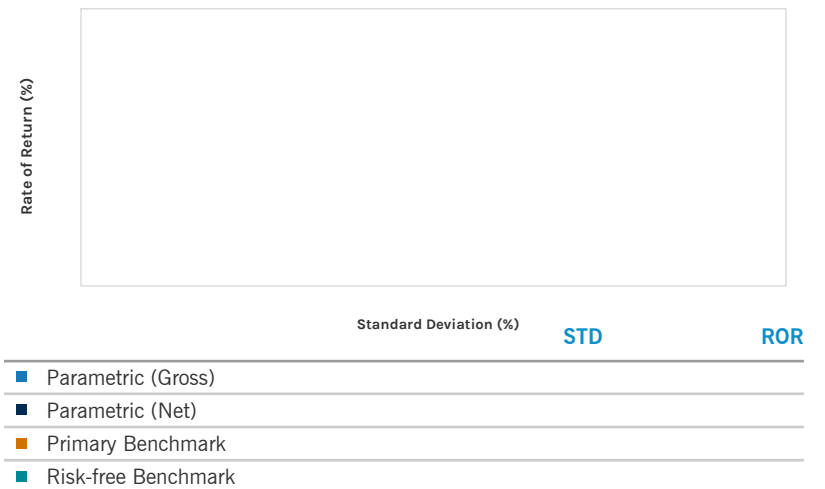 Rate of Return (%)
Standard Deviation (%)
STD ROR
Parametric (Gross)
Parametric (Net)
Primary Benchmark
Risk-free Benchmark